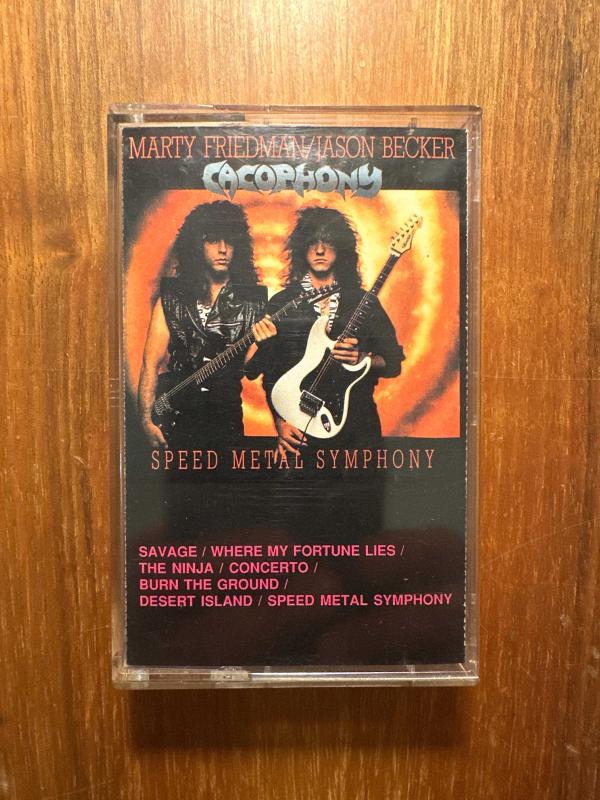 MARTY FRIEDMAN/JASON BECKER
CACOPHONY
SPEED METAL SYMPHONY
SAVAGE / WHERE MY FORTUNE LIES /
THE NINJA / CONCERTO /
BURN THE GROUND /
DESERT ISLAND / SPEED METAL SYMPHONY